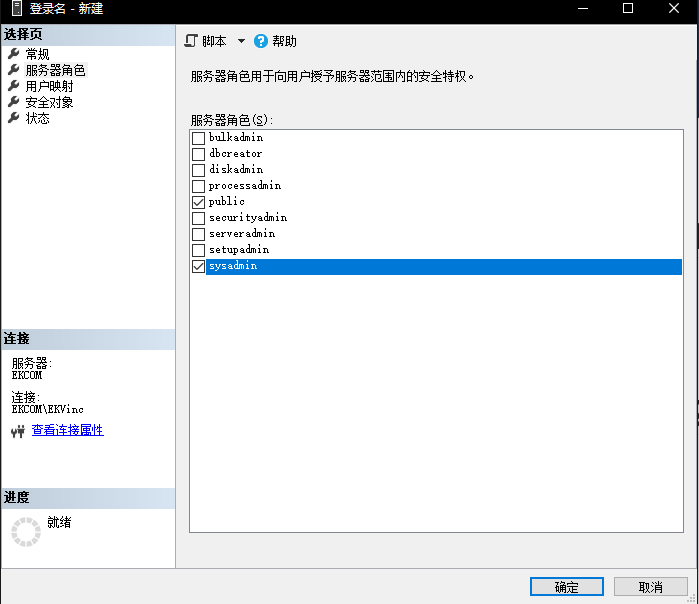 登录名 - 新建
选择页
常规
服务器角色
用户映射
安全对象
状态
脚本
帮助
服务器角色用于向用户授予服务器范围内的安全特权。
服务器角色(S):
bulkadmin
dbcreator
diskadmin
processadmin
public
securityadmin
serveradmin
setupadmin
sysadmin
连接
服务器:
EKCOM
连接:
EKCOM\EKVinc
查看连接属性
进度
就绪
确定
取消